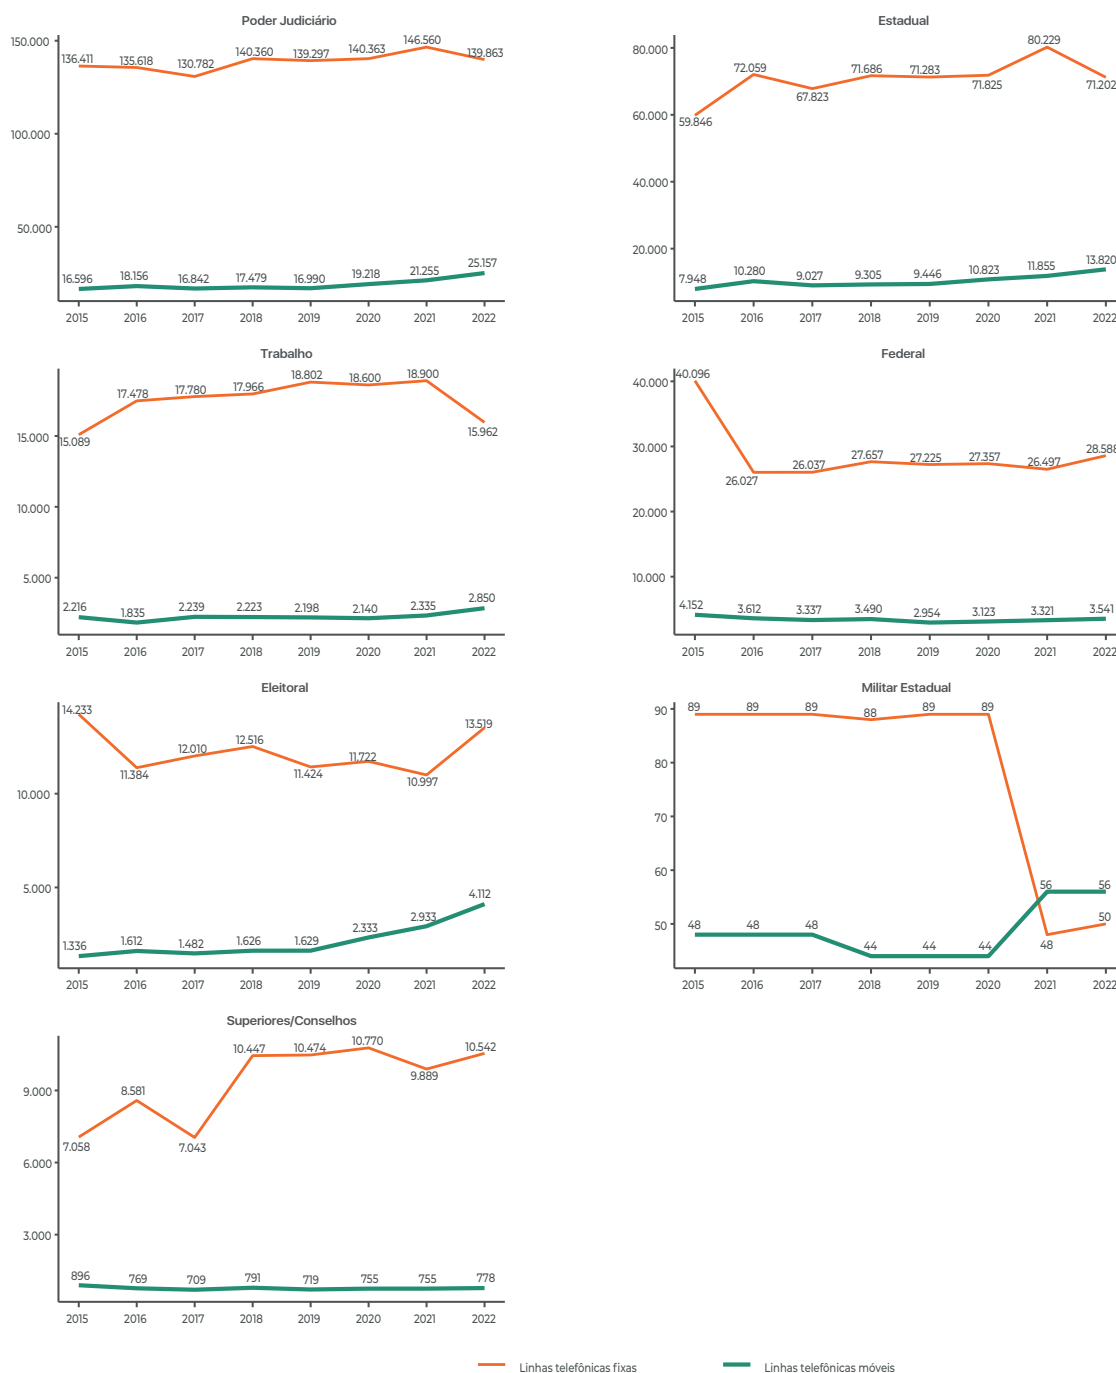 Poder Judiciário
150.000
100.000
50.000
136.411 135.618 130.782 140.360 139.297 140.363 146.560 139.863
16.596 18.156 16.842 17.479 16.990 19.218 21.255 25.157
2015 2016 2017 2018 2019 2020 2021 2022
Estadual
80.000
60.000
40.000
20.000
59.846 72.059 67.823 71.686 71.283 71.825 80.229 71.202
7.948 10.280 9.027 9.305 9.446 10.823 11.855 13.820
2015 2016 2017 2018 2019 2020 2021 2022
Trabalho
15.000
10.000
5.000
15.089 17.478 17.780 17.966 18.802 18.600 18.900 15.962
2.216 1.835 2.239 2.223 2.198 2.140 2.335 2.850
2015 2016 2017 2018 2019 2020 2021 2022
Federal
40.000
30.000
20.000
10.000
40.096 26.027 26.037 27.657 27.225 27.357 26.497 28.588
4.152 3.612 3.337 3.490 2.954 3.123 3.321 3.541
2015 2016 2017 2018 2019 2020 2021 2022
Eleitoral
10.000
5.000
14.233 11.384 12.010 12.516 11.424 11.722 10.997 13.519
1.336 1.612 1.482 1.626 1.629 2.333 2.933 4.112
2015 2016 2017 2018 2019 2020 2021 2022
Militar Estadual
90
80
70
60
50
89 89 89 88 89 89 48 50
48 48 48 44 44 44 56 56
2015 2016 2017 2018 2019 2020 2021 2022
Superiores/Conselhos
9.000
6.000
3.000
7.058 8.581 7.043 10.447 10.474 10.770 9.889 10.542
896 769 709 791 719 755 755 778
2015 2016 2017 2018 2019 2020 2021 2022
Linhas telefônicas fixas
Linhas telefônicas móveis